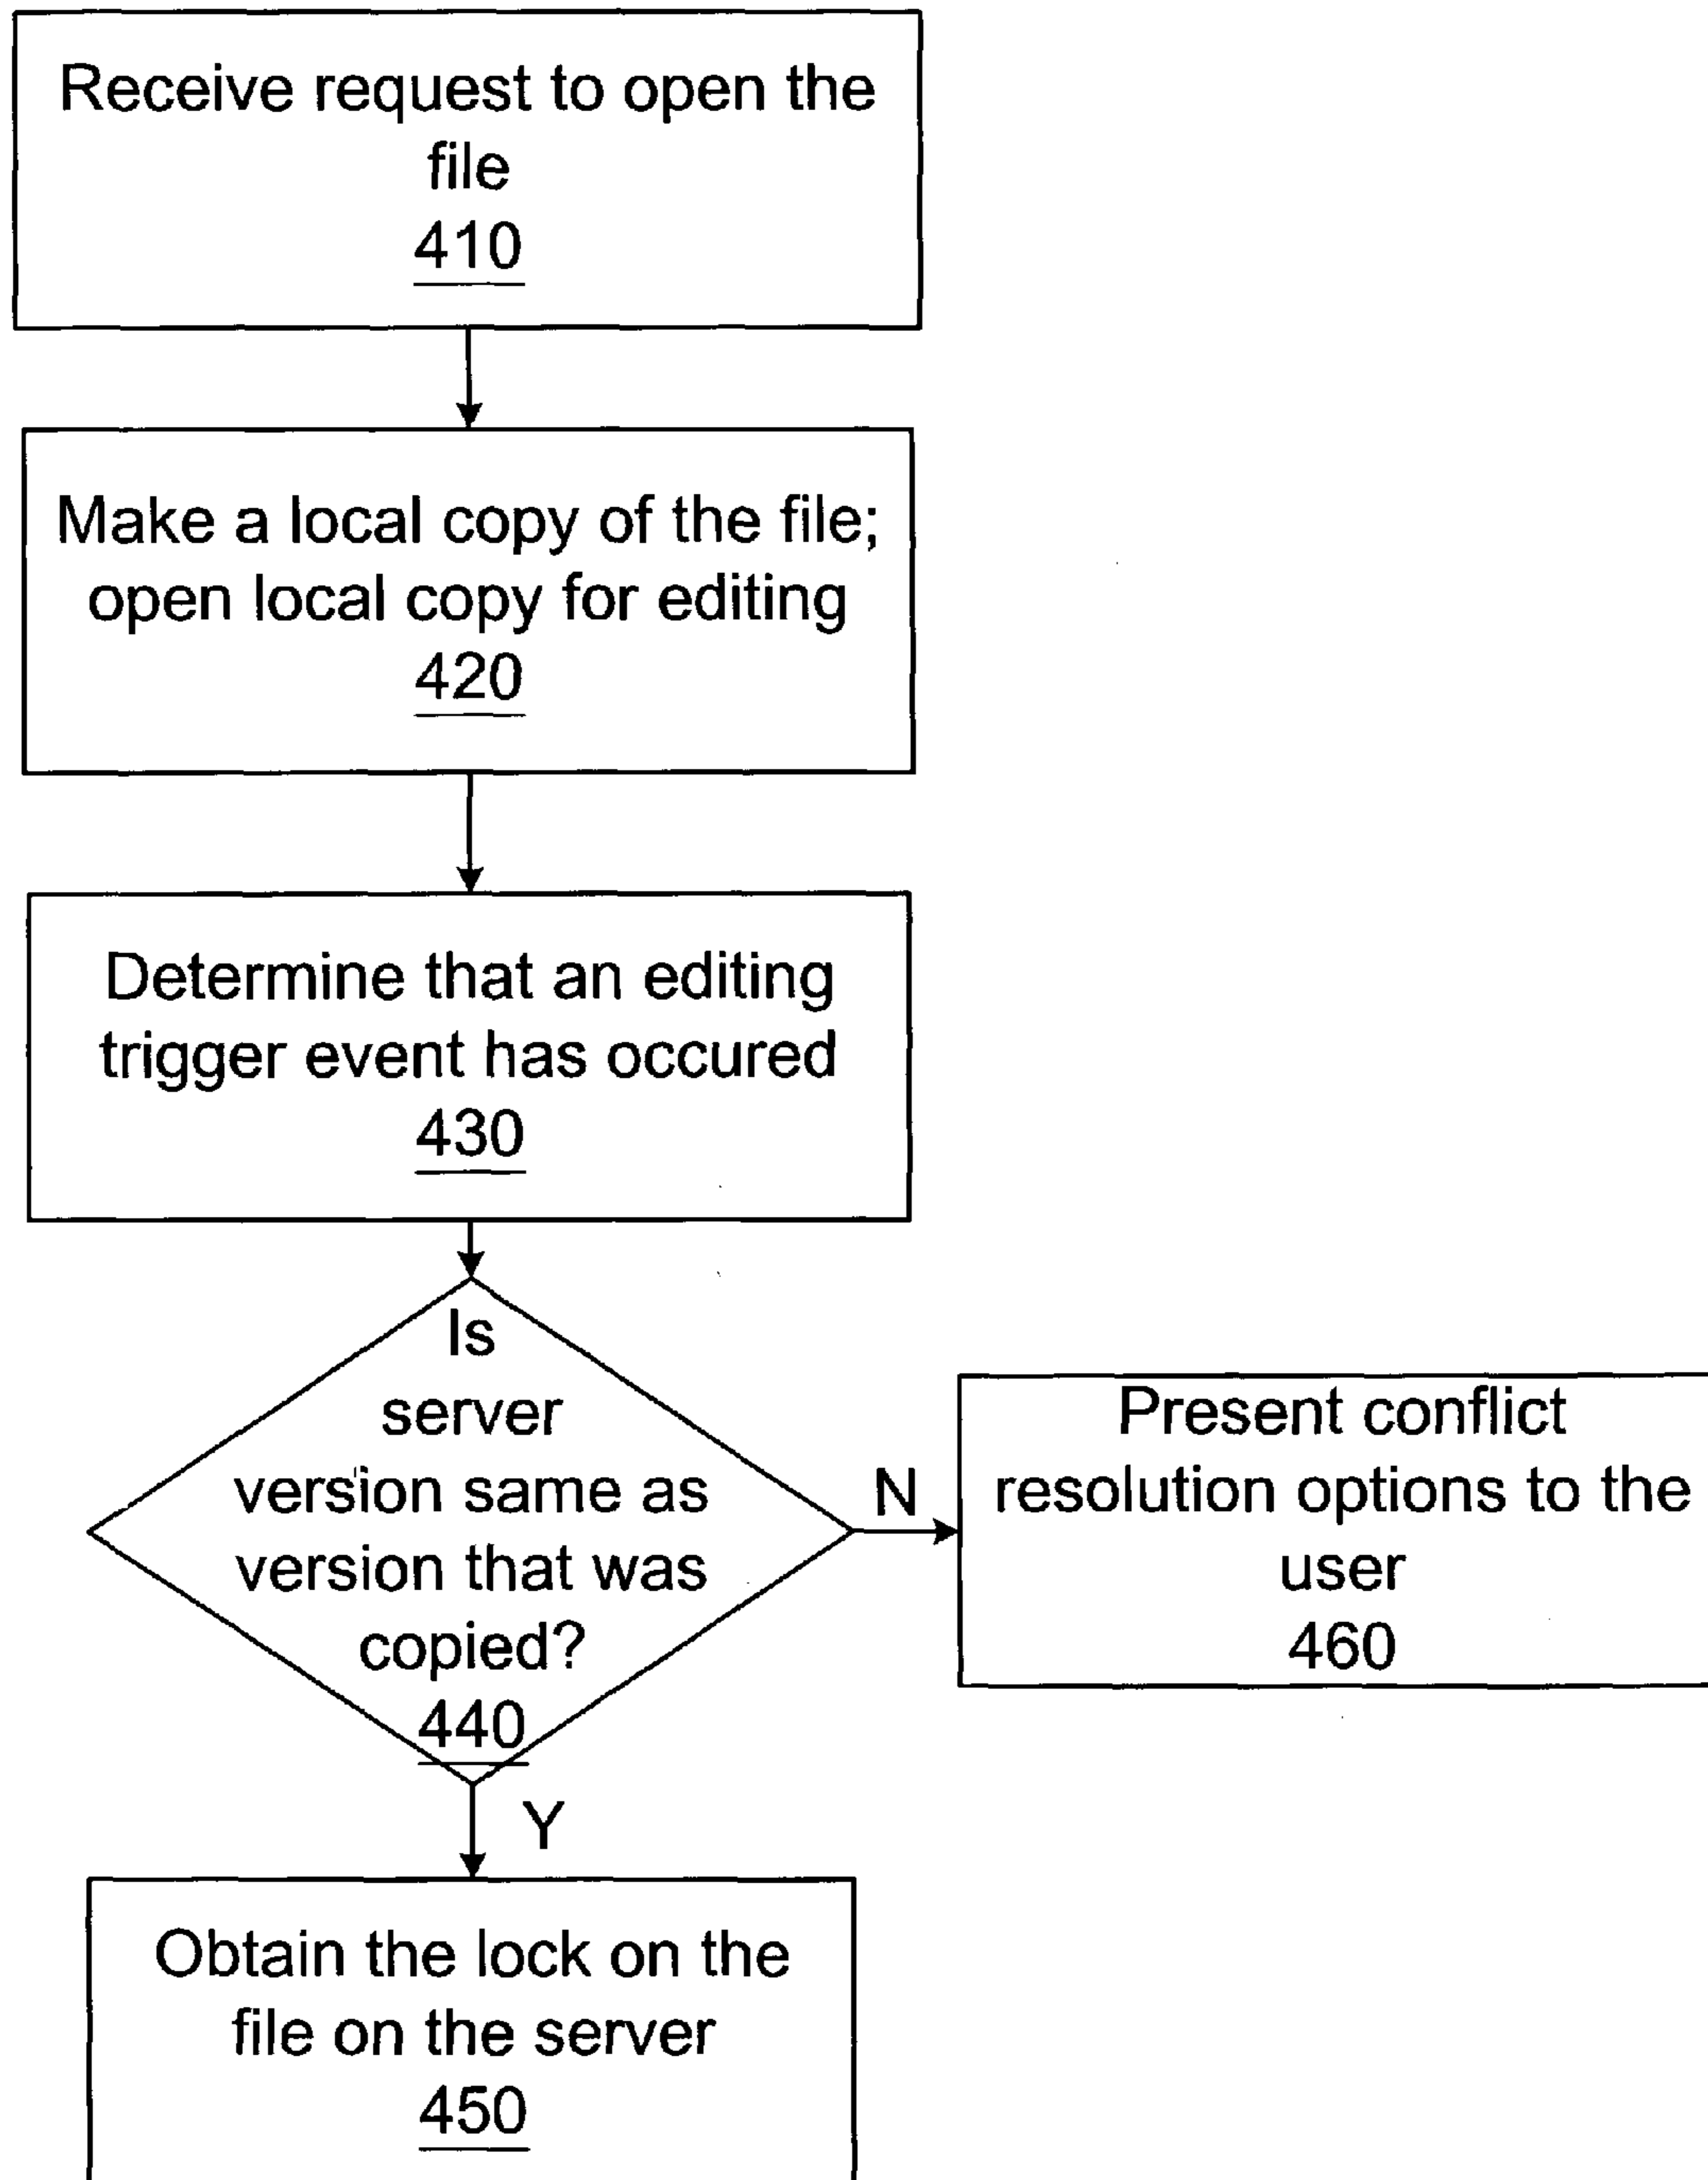 Receive request to open the
file
410
Make a local copy of the file;
open local copy for editing
420
Determine that an editing
trigger event has occured
430
Is
server
version same as
version that was
copied?
440
N
Present conflict
resolution options to the
user
460
Y
Obtain the lock on the
file on the server
450